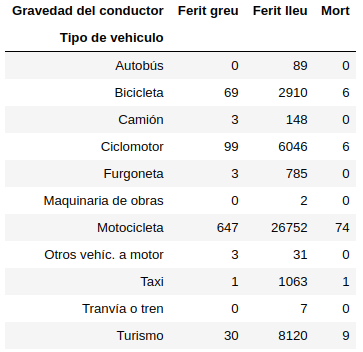 Gravedad del conductor Ferit greu Ferit lleu Mort
Tipo de vehiculo
Autobús 0 89 0
Bicicleta 69 2910 6
Camión 3 148 0
Ciclomotor 99 6046 6
Furgoneta 3 785 0
Maquinaria de obras 0 2 0
Motocicleta 647 26752 74
Otros vehíc. a motor 3 31 0
Taxi 1 1063 1
Tranvía o tren 0 7 0
Turismo 30 8120 9